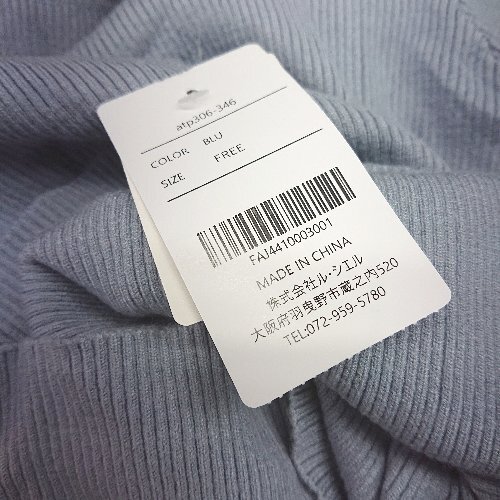 atp306-346
COLOR BLU
SIZE FREE
FAJ4410003001
MADE IN CHINA
株式会社ル・シエル
大阪府羽曳野市蔵之内520
TEL:072-959-5780